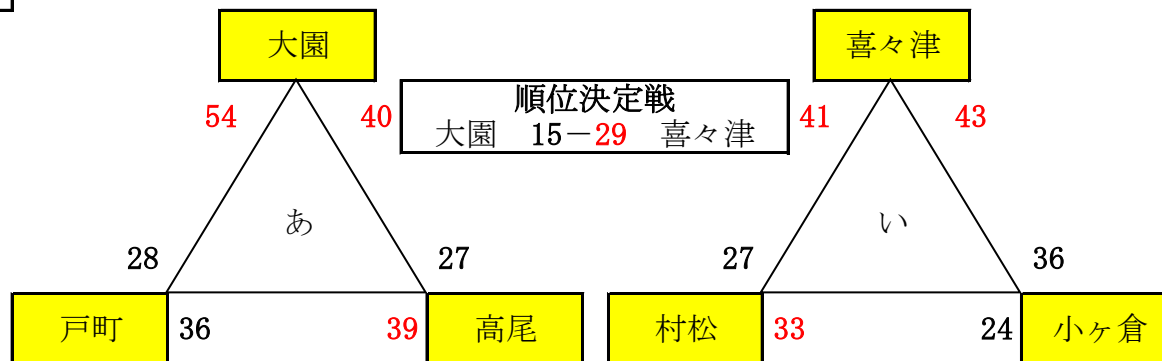 大園 喜々津
順位決定戦
54 40 大園 15－29 喜々津 41 43
あ い
28 27 27 36
戸町 36 39 高尾 村松 33 24 小ヶ倉